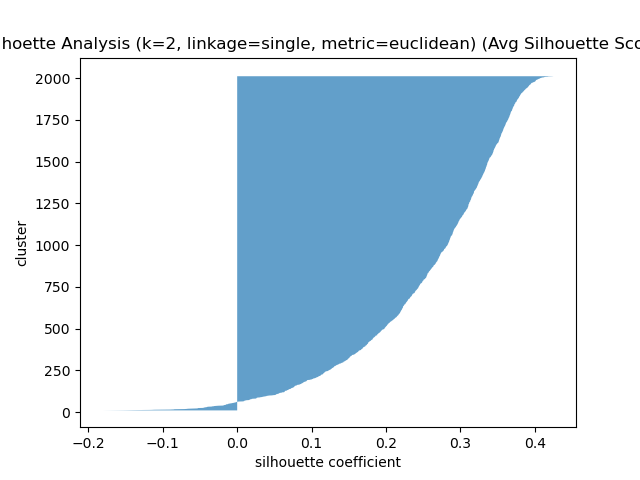 hoette Analysis (k=2, linkage=single, metric=euclidean) (Avg Silhouette Sco
2000
1750
1500
1250
1000
750
500
250
0
cluster
−0.2 −0.1 0.0 0.1 0.2 0.3 0.4
silhouette coefficient